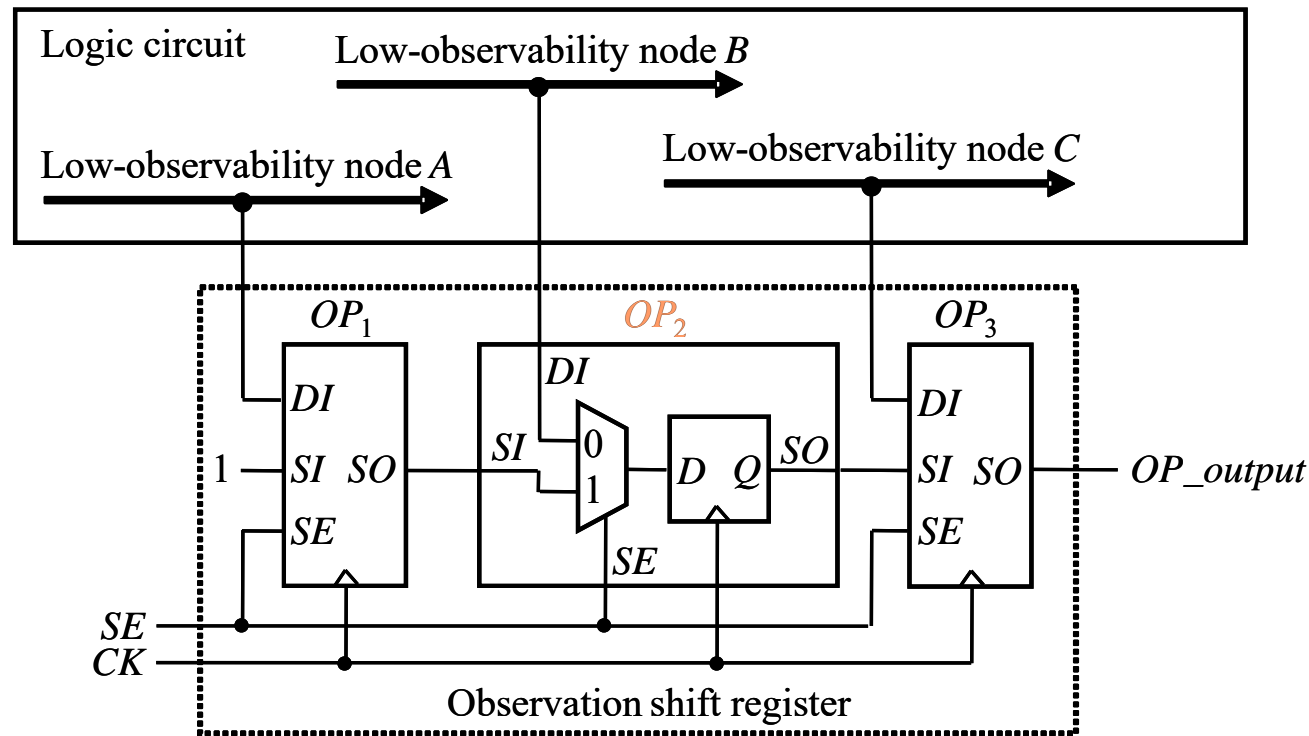 Logic circuit
Low-observability node B
Low-observability node A
Low-observability node C
OP1
OP2
OP3
DI
SI
SO
SE
1
DI
SI
0
1
SE
D
Q
SO
DI
SI
SO
SE
OP_output
SE
CK
Observation shift register